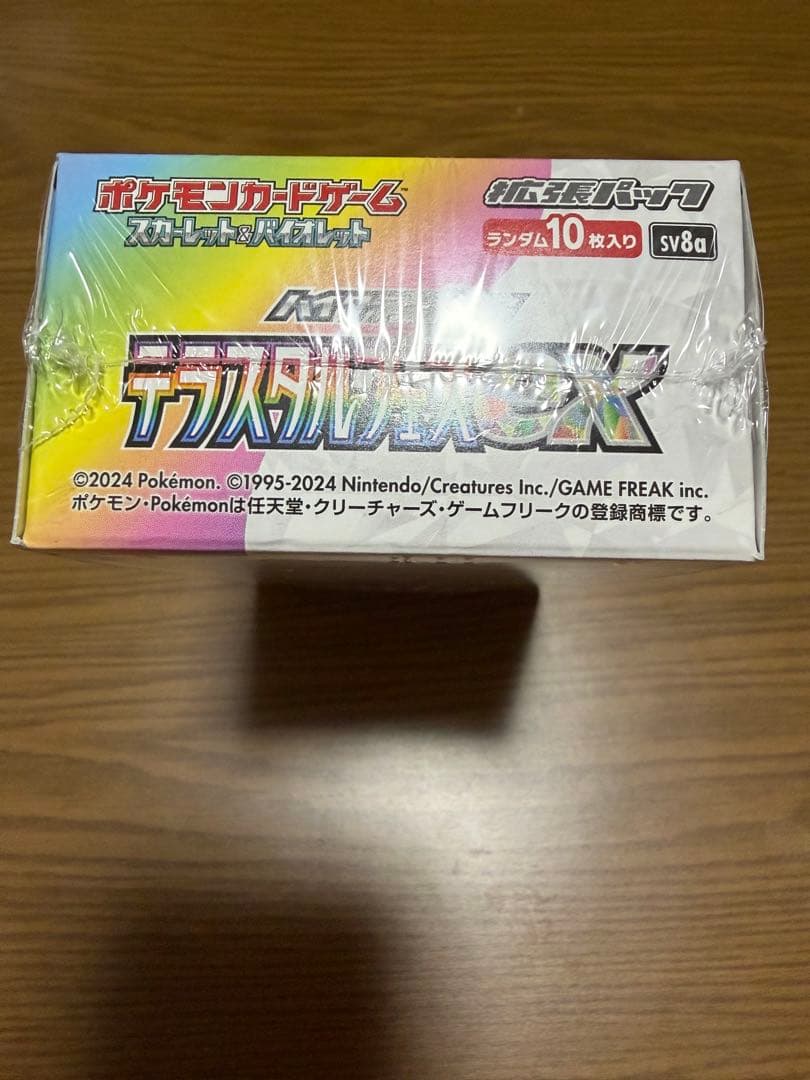 ポケモンカードゲーム™
スカーレット&バイオレット
拡張パック
ランダム10枚入り SV8a
テラスタルフェスex
©2024 Pokémon. ©1995-2024 Nintendo/Creatures Inc./GAME FREAK inc.
ポケモン・Pokémonは任天堂・クリーチャーズ・ゲームフリークの登録商標です。